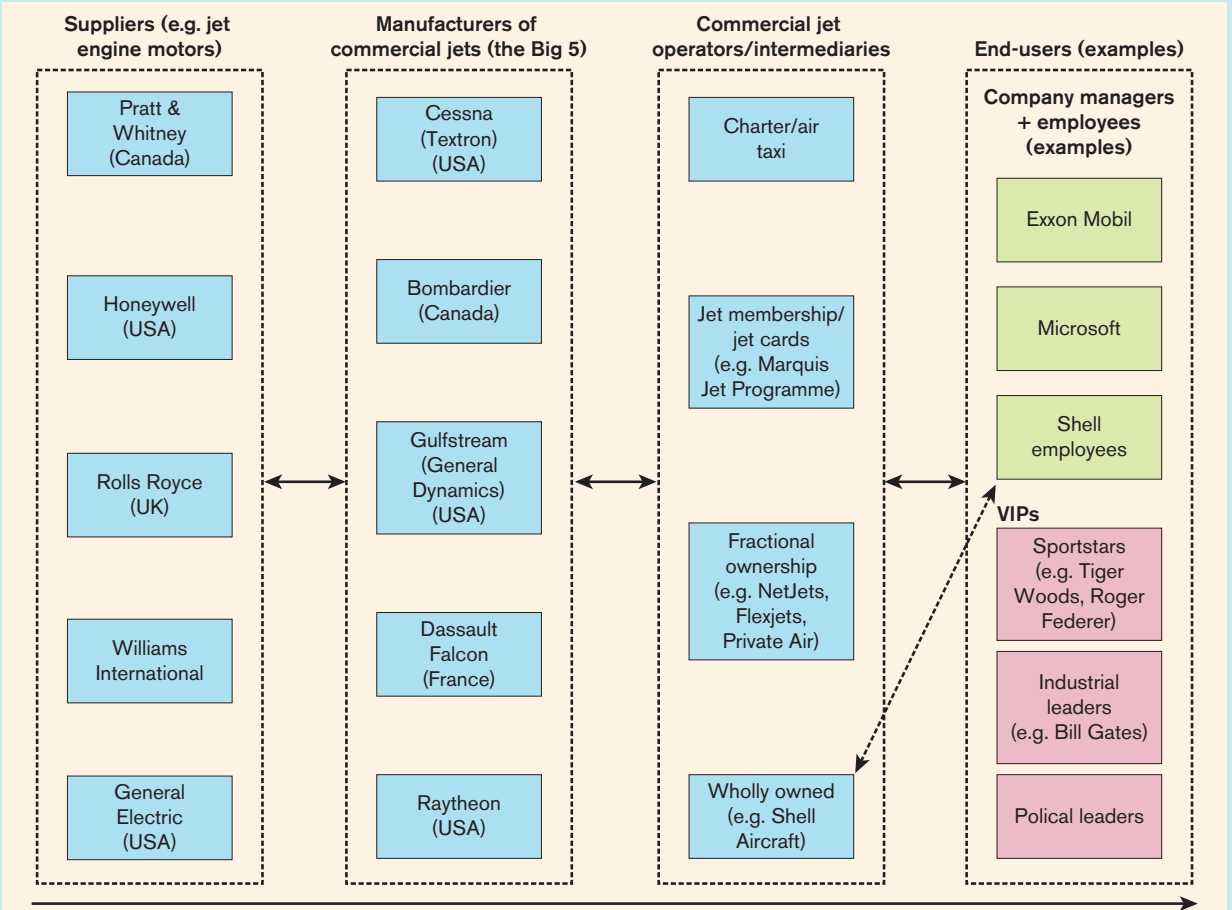 Suppliers (e.g. jet
engine motors)
Pratt &
Whitney
(Canada)
Honeywell
(USA)
Rolls Royce
(UK)
Williams
International
General
Electric
(USA)
Manufacturers of
commercial jets (the Big 5)
Cessna
(Textron)
(USA)
Bombardier
(Canada)
Gulfstream
(General
Dynamics)
(USA)
Dassault
Falcon
(France)
Raytheon
(USA)
Commercial jet
operators/intermediaries
Charter/air
taxi
Jet membership/
jet cards
(e.g. Marquis
Jet Programme)
Fractional
ownership
(e.g. NetJets,
Flexjets,
Private Air)
Wholly owned
(e.g. Shell
Aircraft)
End-users (examples)
Company managers
+ employees
(examples)
Exxon Mobil
Microsoft
Shell
employees
VIPs
Sportstars
(e.g. Tiger
Woods, Roger
Federer)
Industrial
leaders
(e.g. Bill Gates)
Polical leaders